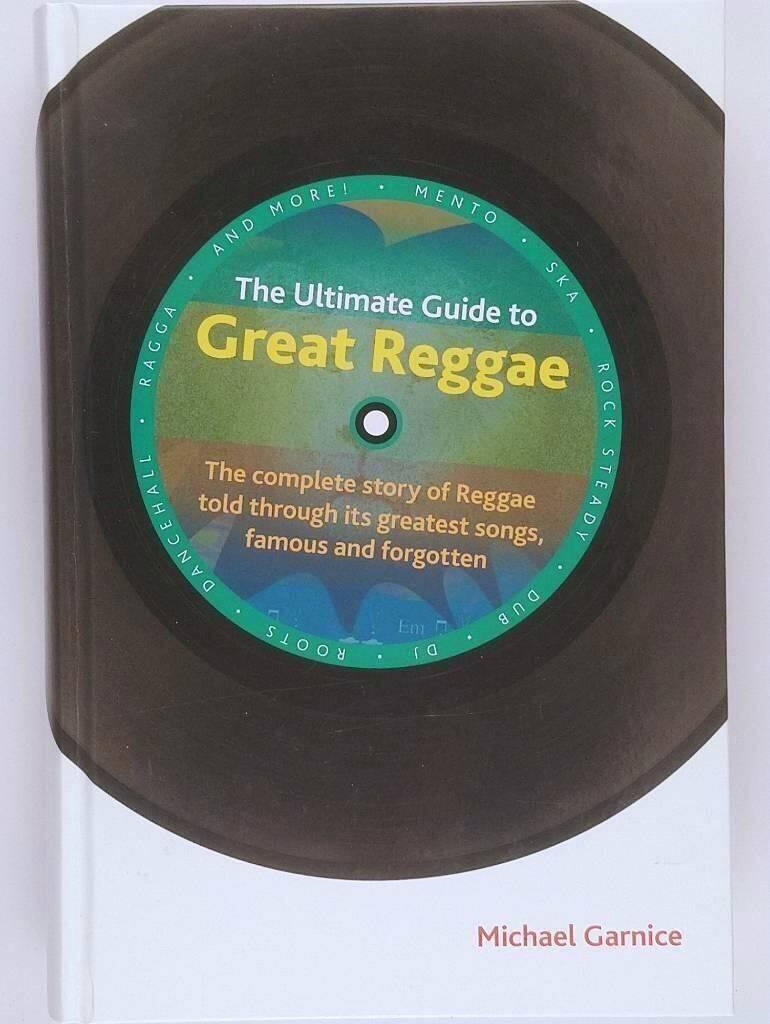 MENTO • SKA • ROCK STEADY • DUB • DJ • ROOTS • DANCEHALL • RAGGA • AND MORE! •
The Ultimate Guide to
Great Reggae
The complete story of Reggae
told through its greatest songs,
famous and forgotten
Em
Michael Garnice